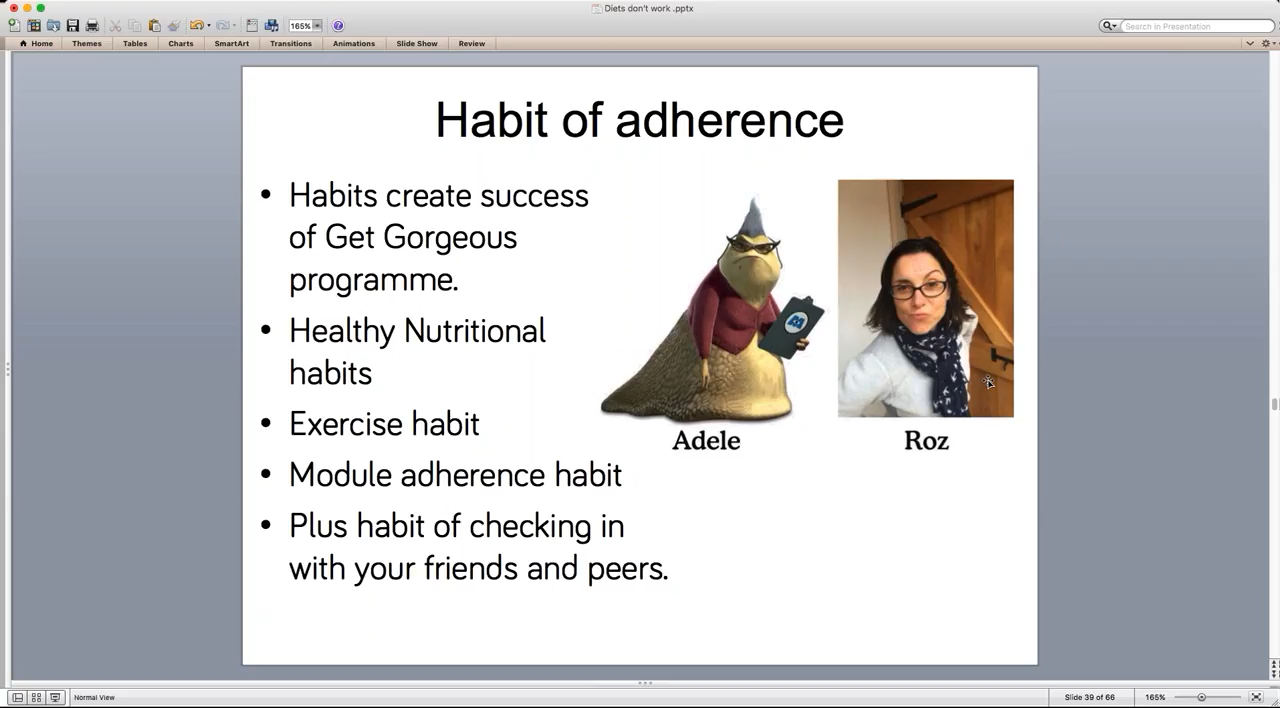 Diets don't work .pptx
165%
Search in Presentation
Home Themes Tables Charts SmartArt Transitions Animations Slide Show Review
Habit of adherence
• Habits create success
of Get Gorgeous
programme.
• Healthy Nutritional
habits
• Exercise habit
• Module adherence habit
• Plus habit of checking in
with your friends and peers.
Adele
Roz
Normal View
Slide 39 of 66
165%